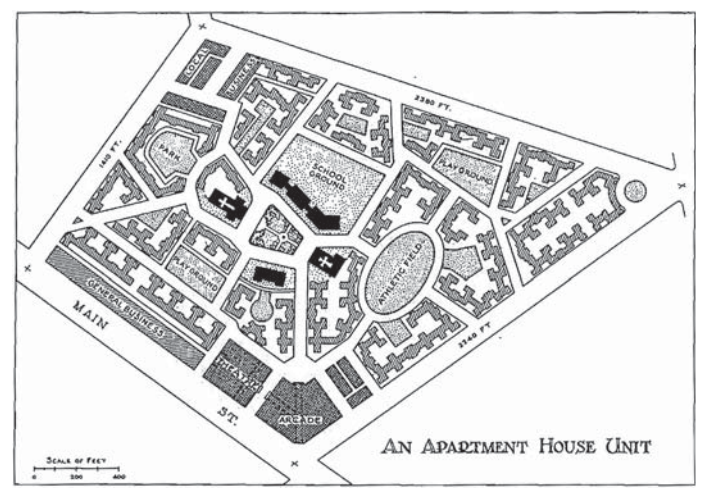 LOCAL
BUSINESS
2380 FT.
1410 FT.
PARK
SCHOOL
GROUND
PLAY GROUND
PLAY GROUND
ATHLETIC FIELD
GENERAL BUSINESS
MAIN
ST.
THEATRE
ARCADE
2340 FT
AN APARTMENT HOUSE UNIT
SCALE OF FEET
0 200 400